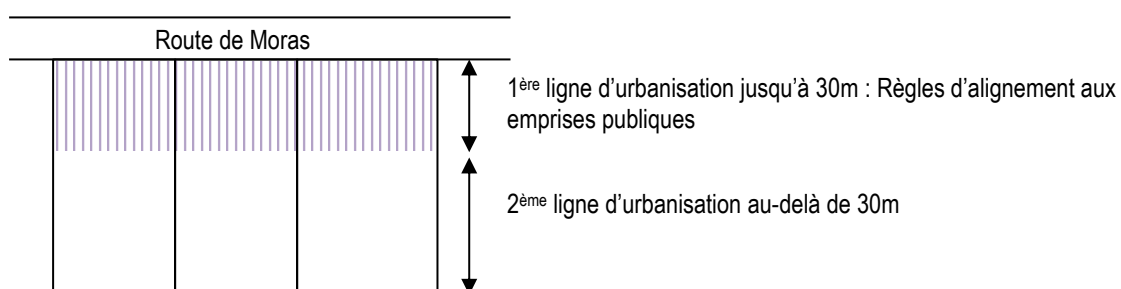 Route de Moras
1ère ligne d’urbanisation jusqu’à 30m : Règles d’alignement aux
emprises publiques
2ème ligne d’urbanisation au-delà de 30m